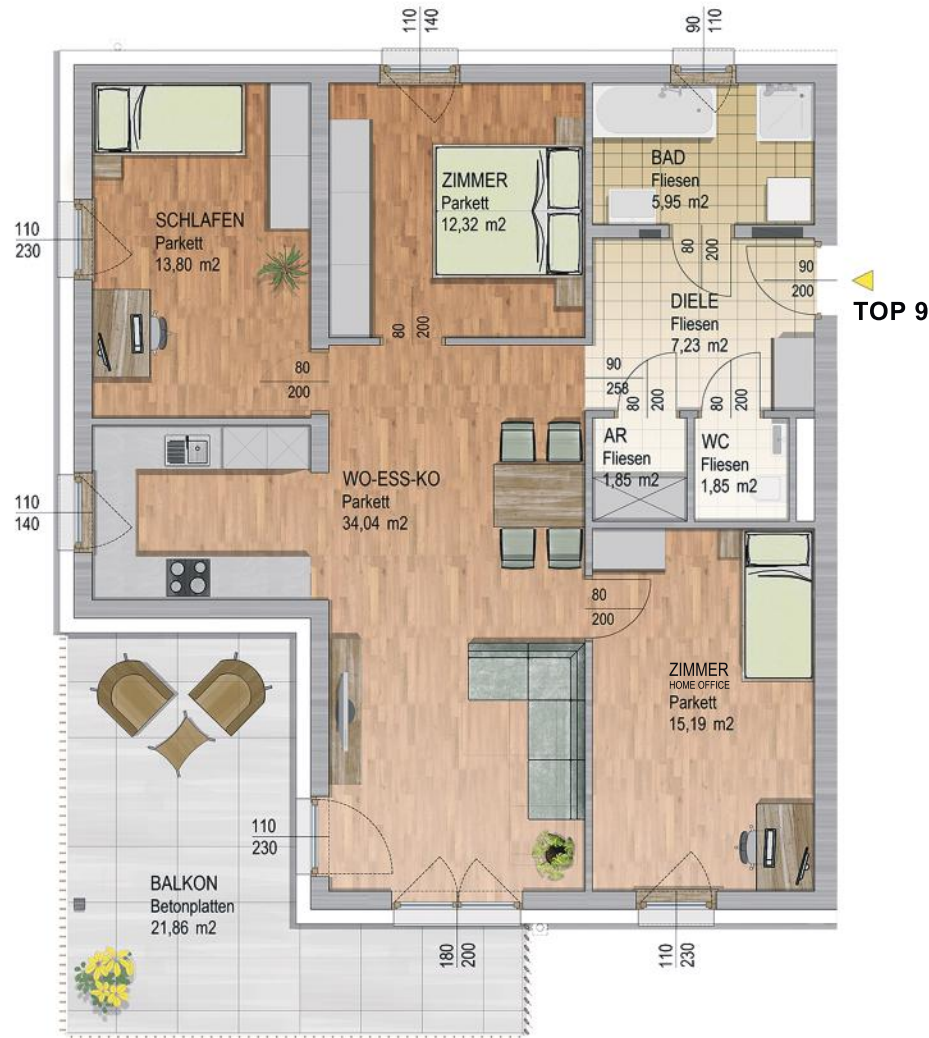 110
140
90
110
SCHLAFEN
Parkett
13,80 m2
ZIMMER
Parkett
12,32 m2
BAD
Fliesen
5,95 m2
110
230
80
200
90
200
TOP 9
DIELE
Fliesen
7,23 m2
80
200
80
200
90
258
80
200
80
200
AR
Fliesen
1,85 m2
WC
Fliesen
1,85 m2
WO-ESS-KO
Parkett
34,04 m2
110
140
80
200
ZIMMER
HOME OFFICE
Parkett
15,19 m2
110
230
BALKON
Betonplatten
21,86 m2
180
200
110
230